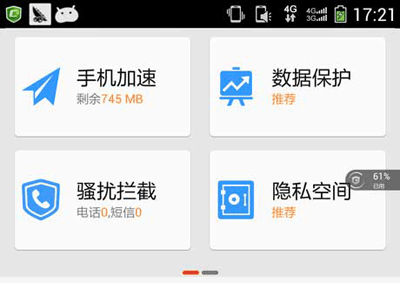 4G 4G 3G 17:21
手机加速
剩余745 MB
数据保护
推荐
骚扰拦截
电话0,短信0
隐私空间
推荐
61%
已用